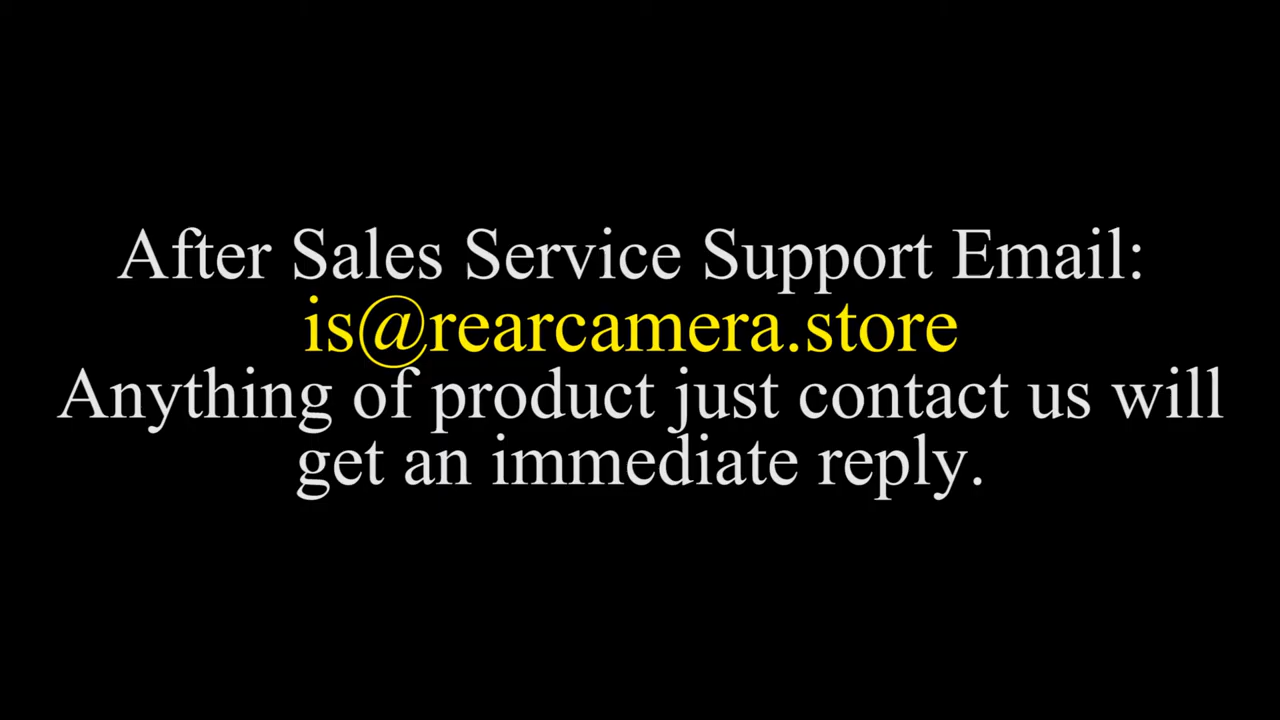 After Sales Service Support Email:
is@rearcamera.store
Anything of product just contact us will
get an immediate reply.